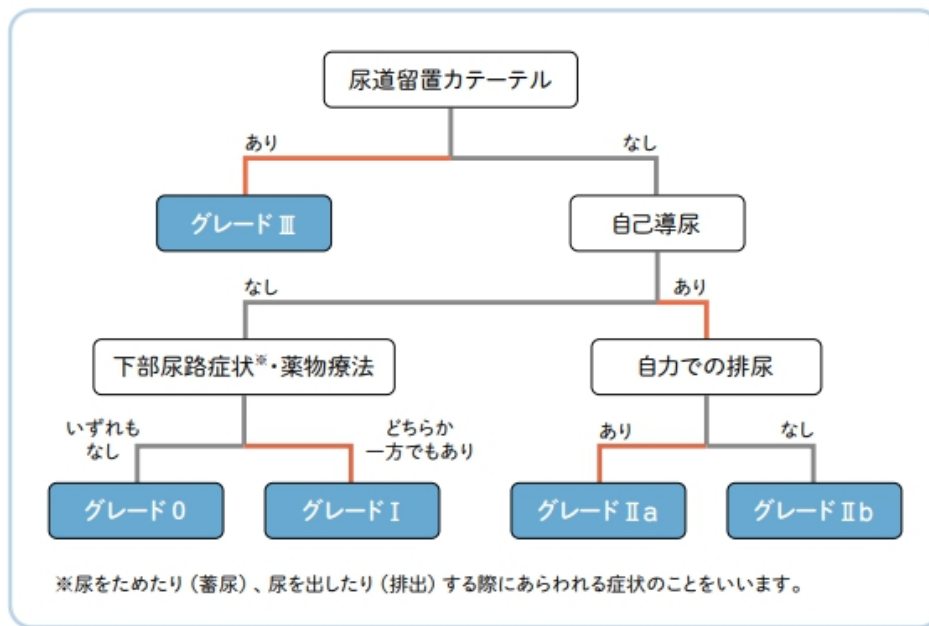 尿道留置カテーテル
あり
なし
グレードⅢ
自己導尿
なし
あり
下部尿路症状※・薬物療法
自力での排尿
いずれも
なし
どちらか
一方でもあり
あり
なし
グレード0
グレードⅠ
グレードⅡa
グレードⅡb
※尿をためたり（蓄尿）、尿を出したり（排出）する際にあらわれる症状のことをいいます。